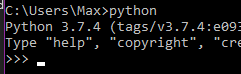 C:\Users\Max>python
Python 3.7.4 (tags/v3.7.4:e093
Type "help", "copyright", "cre
>>>